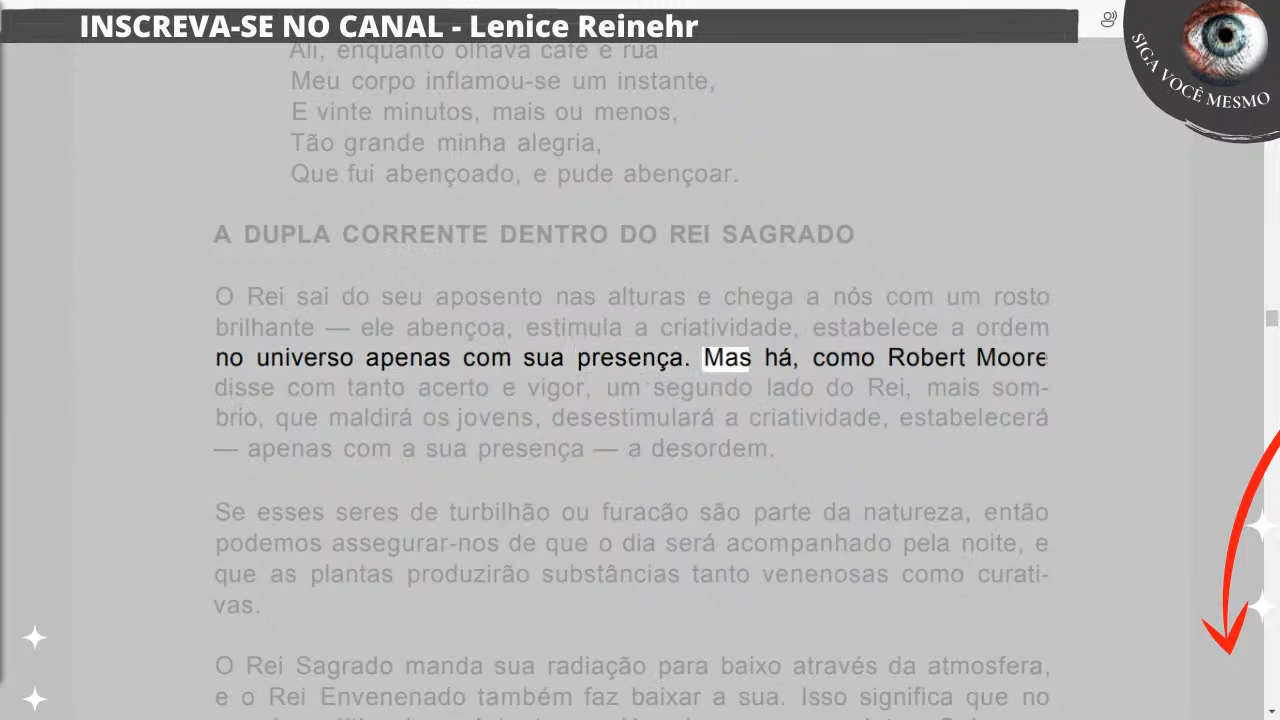 INSCREVA-SE NO CANAL - Lenice Reinehr
SIGA VOCÊ MESMO
Ali, enquanto olhava café e rua
Meu corpo inflamou-se um instante,
E vinte minutos, mais ou menos,
Tão grande minha alegria,
Que fui abençoado, e pude abençoar.
A DUPLA CORRENTE DENTRO DO REI SAGRADO
O Rei sai do seu aposento nas alturas e chega a nós com um rosto
brilhante — ele abençoa, estimula a criatividade, estabelece a ordem
no universo apenas com sua presença. Mas há, como Robert Moore
disse com tanto acerto e vigor, um segundo lado do Rei, mais som-
brio, que maldirá os jovens, desestimulará a criatividade, estabelecerá
— apenas com a sua presença — a desordem.
Se esses seres de turbilhão ou furacão são parte da natureza, então
podemos assegurar-nos de que o dia será acompanhado pela noite, e
que as plantas produzirão substâncias tanto venenosas como curati-
vas.
O Rei Sagrado manda sua radiação para baixo através da atmosfera,
e o Rei Envenenado também faz baixar a sua. Isso significa que no